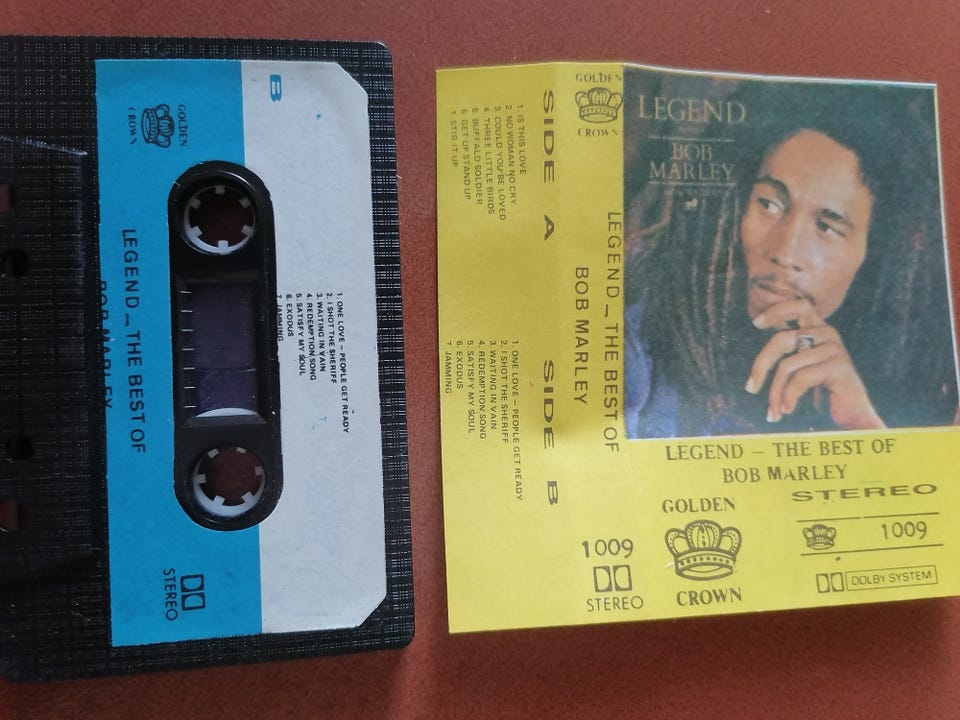 B
GOLDEN
CROWN
1. ONE LOVE – PEOPLE GET READY
2. I SHOT THE SHERIFF
3. WAITING IN VAIN
4. REDEMPTION SONG
5. SATISFY MY SOUL
6. EXODUS
7 JAMMING
LEGEND _ THE BEST OF
BOB MARLEY
STEREO
GOLDEN
CROWN
SIDE A
1. IS THIS LOVE
2. NO WOMAN NO CRY
3. COULD YOU BE LOVED
4. THREE LITTLE BIRDS
5 BUFFALO SOLDIER
6 GET UP STAND UP
7 STIR IT UP
SIDE B
1. ONE LOVE – PEOPLE GET READY
2. I SHOT THE SHERIFF
3. WAITING IN VAIN
4. REDEMPTION SONG
5. SATISFY MY SOUL
6. EXODUS
7 JAMMING
LEGEND _ THE BEST OF
BOB MARLEY
1009
STEREO
LEGEND
BOB
MARLEY
LEGEND – THE BEST OF
BOB MARLEY
GOLDEN
CROWN
STEREO
1009
DOLBY SYSTEM